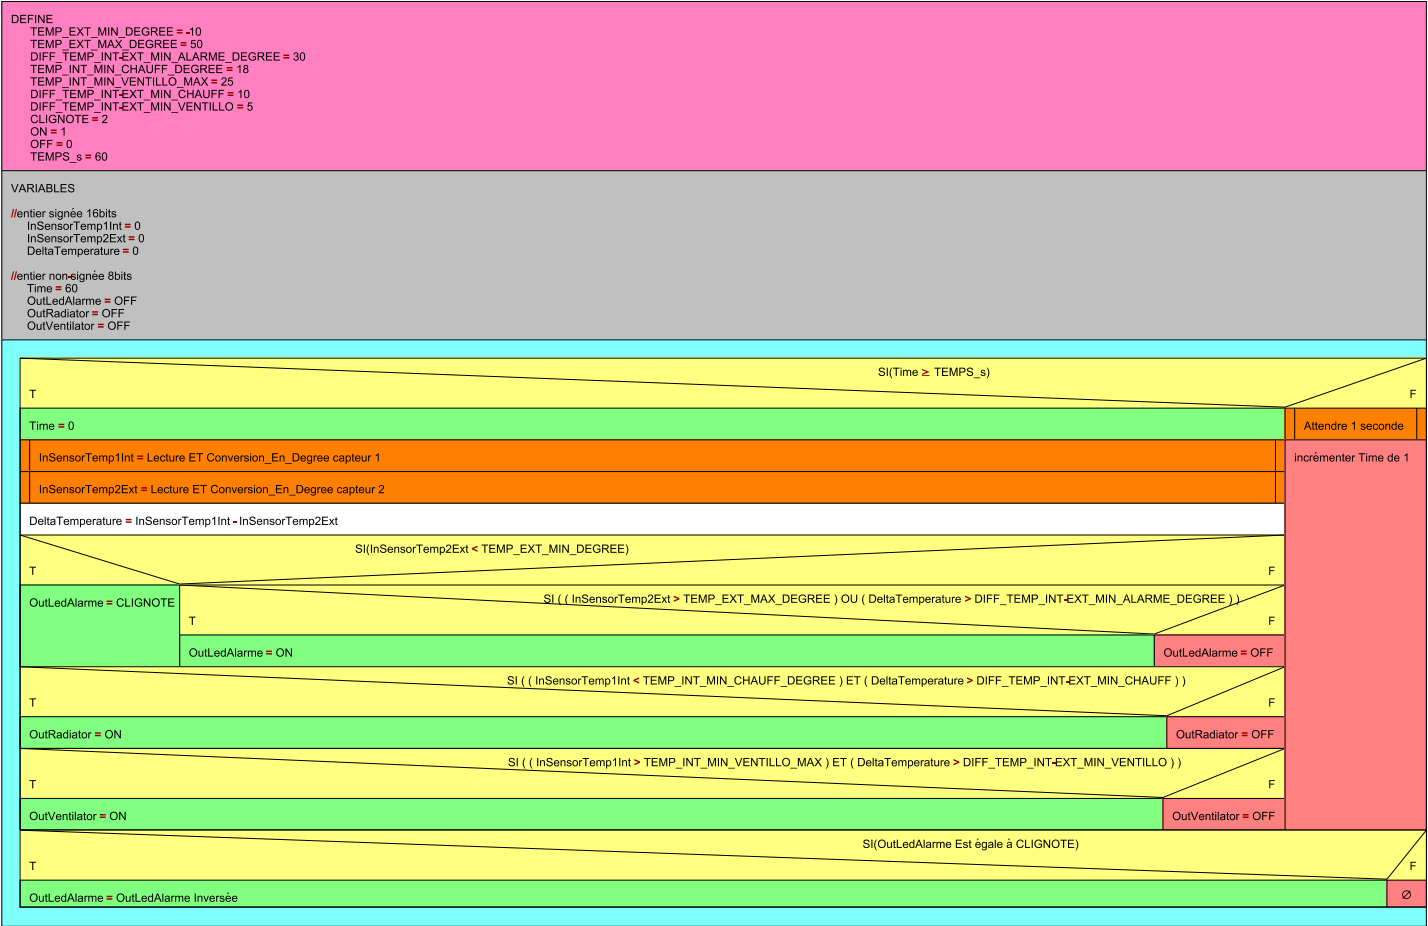 DEFINE
TEMP_EXT_MIN_DEGREE = -10
TEMP_EXT_MAX_DEGREE = 50
DIFF_TEMP_INT-EXT_MIN_ALARME_DEGREE = 30
TEMP_INT_MIN_CHAUFF_DEGREE = 18
TEMP_INT_MIN_VENTILLO_MAX = 25
DIFF_TEMP_INT-EXT_MIN_CHAUFF = 10
DIFF_TEMP_INT-EXT_MIN_VENTILLO = 5
CLIGNOTE = 2
ON = 1
OFF = 0
TEMPS_s = 60
VARIABLES
//entier signée 16bits
InSensorTemp1Int = 0
InSensorTemp2Ext = 0
DeltaTemperature = 0
//entier non-signée 8bits
Time = 60
OutLedAlarme = OFF
OutRadiator = OFF
OutVentilator = OFF
SI(Time ≥ TEMPS_s)
T F
Time = 0
Attendre 1 seconde
InSensorTemp1Int = Lecture ET Conversion_En_Degree capteur 1
incrémenter Time de 1
InSensorTemp2Ext = Lecture ET Conversion_En_Degree capteur 2
DeltaTemperature = InSensorTemp1Int - InSensorTemp2Ext
SI(InSensorTemp2Ext < TEMP_EXT_MIN_DEGREE)
T F
OutLedAlarme = CLIGNOTE
SI ( ( InSensorTemp2Ext > TEMP_EXT_MAX_DEGREE ) OU ( DeltaTemperature > DIFF_TEMP_INT-EXT_MIN_ALARME_DEGREE ) )
T F
OutLedAlarme = ON
OutLedAlarme = OFF
SI ( ( InSensorTemp1Int < TEMP_INT_MIN_CHAUFF_DEGREE ) ET ( DeltaTemperature > DIFF_TEMP_INT-EXT_MIN_CHAUFF ) )
T F
OutRadiator = ON
OutRadiator = OFF
SI ( ( InSensorTemp1Int > TEMP_INT_MIN_VENTILLO_MAX ) ET ( DeltaTemperature > DIFF_TEMP_INT-EXT_MIN_VENTILLO ) )
T F
OutVentilator = ON
OutVentilator = OFF
SI(OutLedAlarme Est égale à CLIGNOTE)
T F
OutLedAlarme = OutLedAlarme Inversée
∅